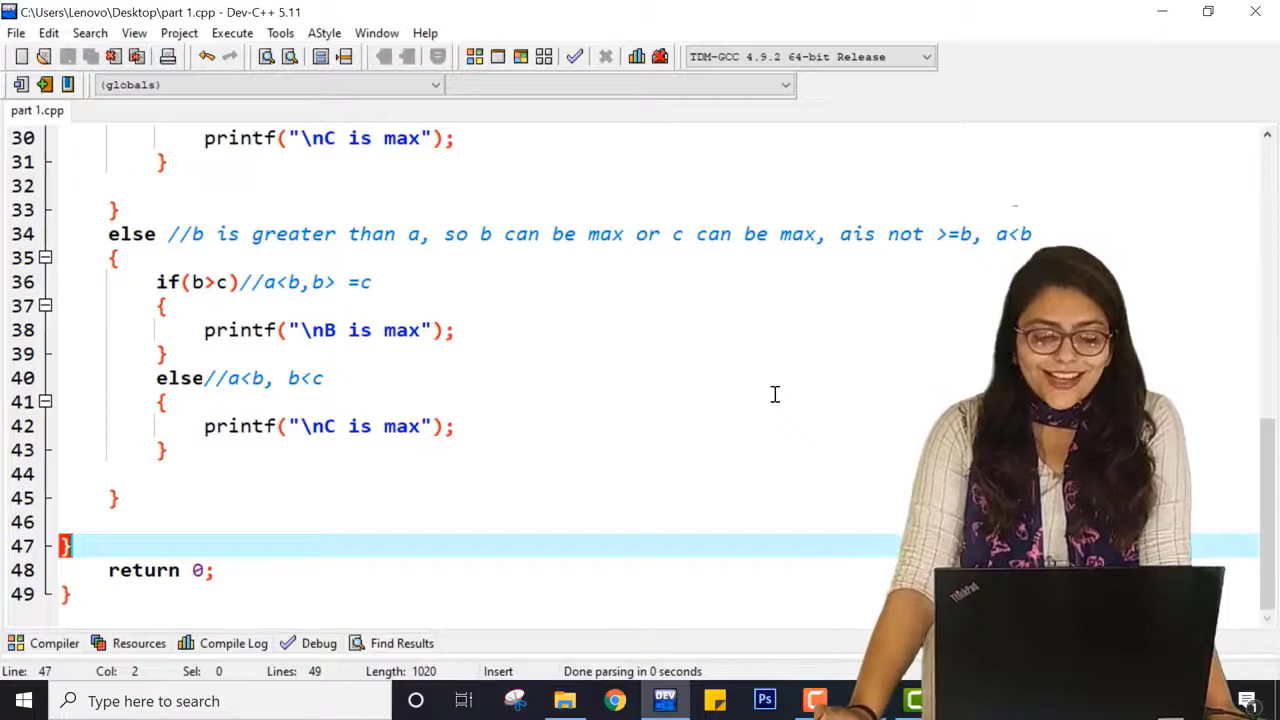 C:\Users\Lenovo\Desktop\part 1.cpp - Dev-C++ 5.11
File Edit Search View Project Execute Tools AStyle Window Help
TDM-GCC 4.9.2 64-bit Release
(globals)
part 1.cpp
30 printf("\nC is max");
31 }
32
33 }
34 else //b is greater than a, so b can be max or c can be max, ais not >=b, a<b
35 {
36 if(b>c)//a<b,b> =c
37 {
38 printf("\nB is max");
39 }
40 else//a<b, b<c
41 {
42 printf("\nC is max");
43 }
44
45 }
46
47 }
48 return 0;
49 }
Compiler Resources Compile Log Debug Find Results
Line: 47 Col: 2 Sel: 0 Lines: 49 Length: 1020 Insert Done parsing in 0 seconds
Type here to search
DEV
Ps
C
1
ThinkPad